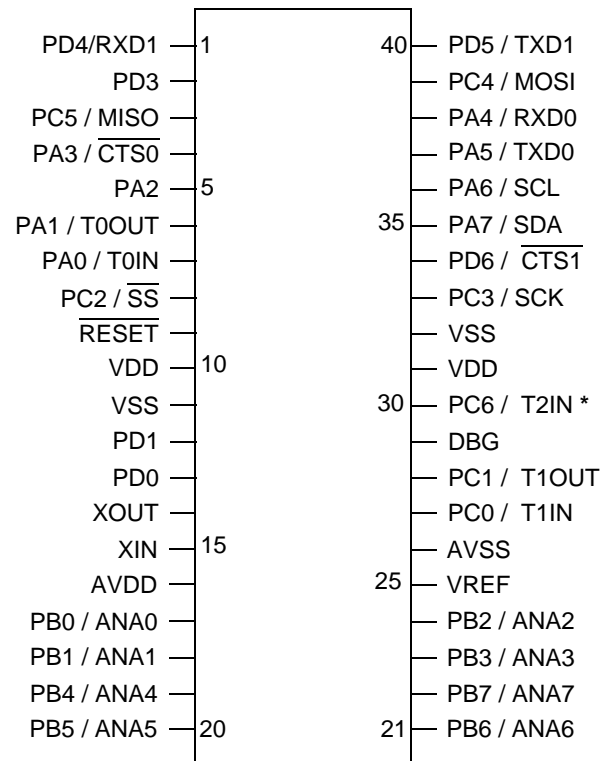 PD4/RXD1 1 40 PD5 / TXD1
PD3 PC4 / MOSI
PC5 / MISO PA4 / RXD0
PA3 / CTS0 PA5 / TXD0
PA2 5 PA6 / SCL
PA1 / T0OUT 35 PA7 / SDA
PA0 / T0IN PD6 / CTS1
PC2 / SS PC3 / SCK
RESET VSS
VDD 10 VDD
VSS 30 PC6 / T2IN *
PD1 DBG
PD0 PC1 / T1OUT
XOUT PC0 / T1IN
XIN 15 AVSS
AVDD 25 VREF
PB0 / ANA0 PB2 / ANA2
PB1 / ANA1 PB3 / ANA3
PB4 / ANA4 PB7 / ANA7
PB5 / ANA5 20 21 PB6 / ANA6